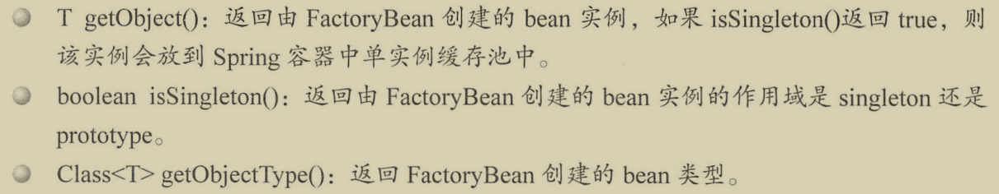 T getObject()：返回由 FactoryBean 创建的 bean 实例，如果 isSingleton()返回 true，则
该实例会放到 Spring 容器中单实例缓存池中。
boolean isSingleton()：返回由 FactoryBean 创建的 bean 实例的作用域是 singleton 还是
prototype。
Class<T> getObjectType()：返回 FactoryBean 创建的 bean 类型。